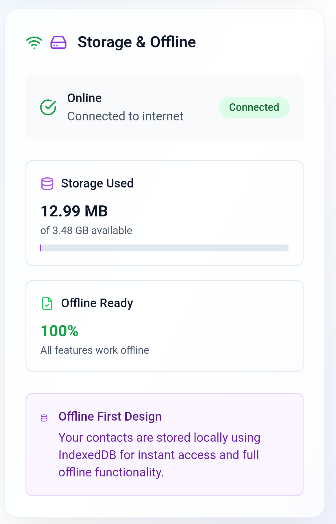 Storage & Offline
Online
Connected to internet
Connected
Storage Used
12.99 MB
of 3.48 GB available
Offline Ready
100%
All features work offline
Offline First Design
Your contacts are stored locally using
IndexedDB for instant access and full
offline functionality.